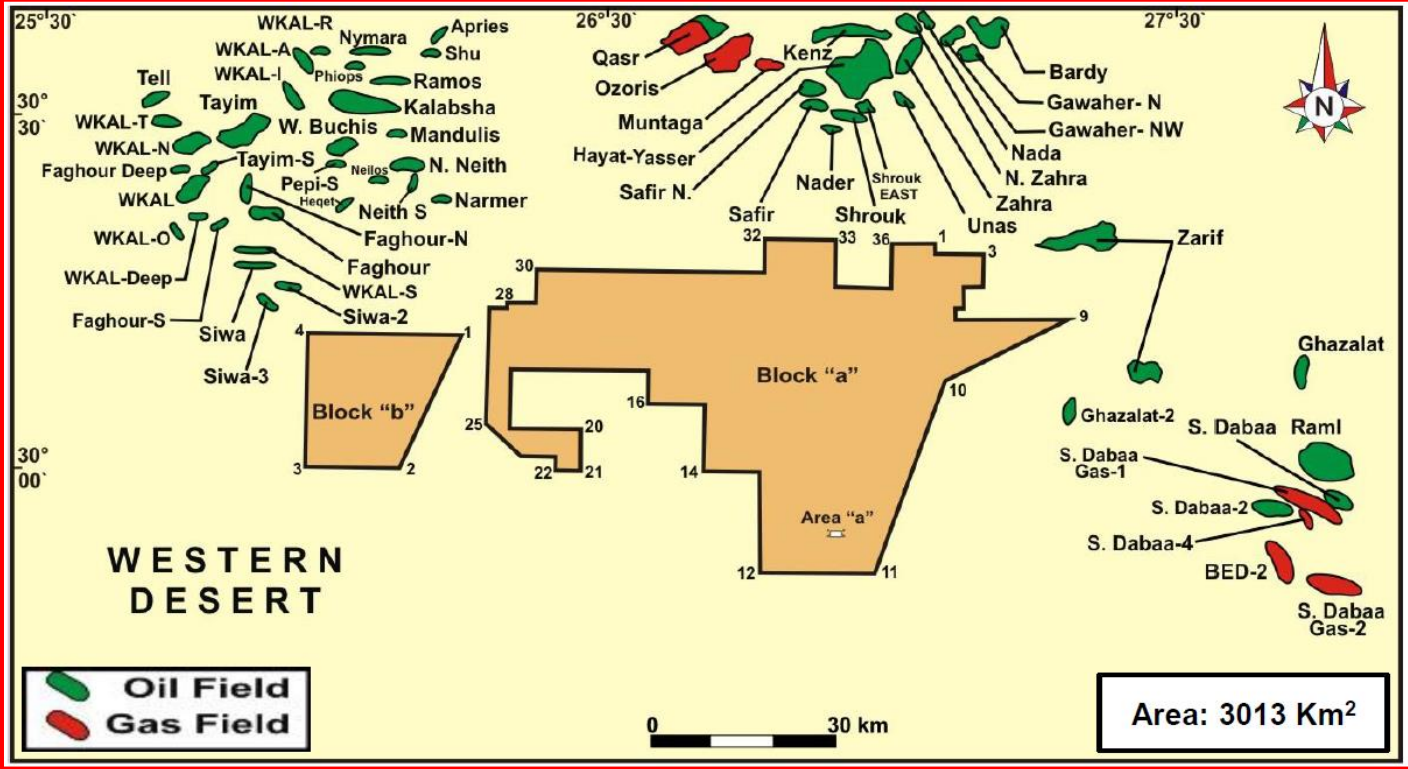 25°30`
26°30`
27°30`
WKAL-R
Nymara
Apries
WKAL-A
Shu
WKAL-I
Phiops
Ramos
Tell
Tayim
Kalabsha
30°
30`
WKAL-T
W. Buchis
Mandulis
WKAL-N
Tayim-S
Neilos
N. Neith
Faghour Deep
Pepi-S
WKAL
Heqet
Neith S
Narmer
WKAL-O
Faghour-N
WKAL-Deep
Faghour
WKAL-S
Faghour-S
Siwa
Siwa-2
Siwa-3
Qasr
Kenz
Ozoris
Bardy
Muntaga
Gawaher- N
Gawaher- NW
Hayat-Yasser
Nada
Safir N.
Nader
Shrouk
EAST
N. Zahra
Zahra
Safir
Shrouk
Unas
Zarif
32
33
36
1
3
30
28
9
4
1
Block “a”
Block “b”
10
16
25
20
3
2
22
21
14
Area “a”
12
11
Ghazalat
Ghazalat-2
S. Dabaa
Raml
S. Dabaa
Gas-1
S. Dabaa-2
S. Dabaa-4
BED-2
S. Dabaa
Gas-2
30°
00`
WESTERN
DESERT
N
Oil Field
Gas Field
0
30 km
Area: 3013 Km²